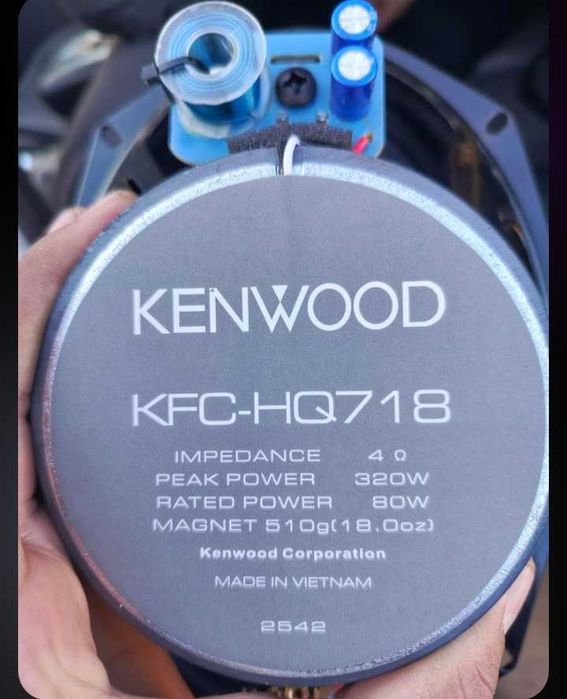 KENWOOD
KFC-HQ718
IMPEDANCE 4 Ω
PEAK POWER 320W
RATED POWER 80W
MAGNET 510g(18.0oz)
Kenwood Corporation
MADE IN VIETNAM
2542